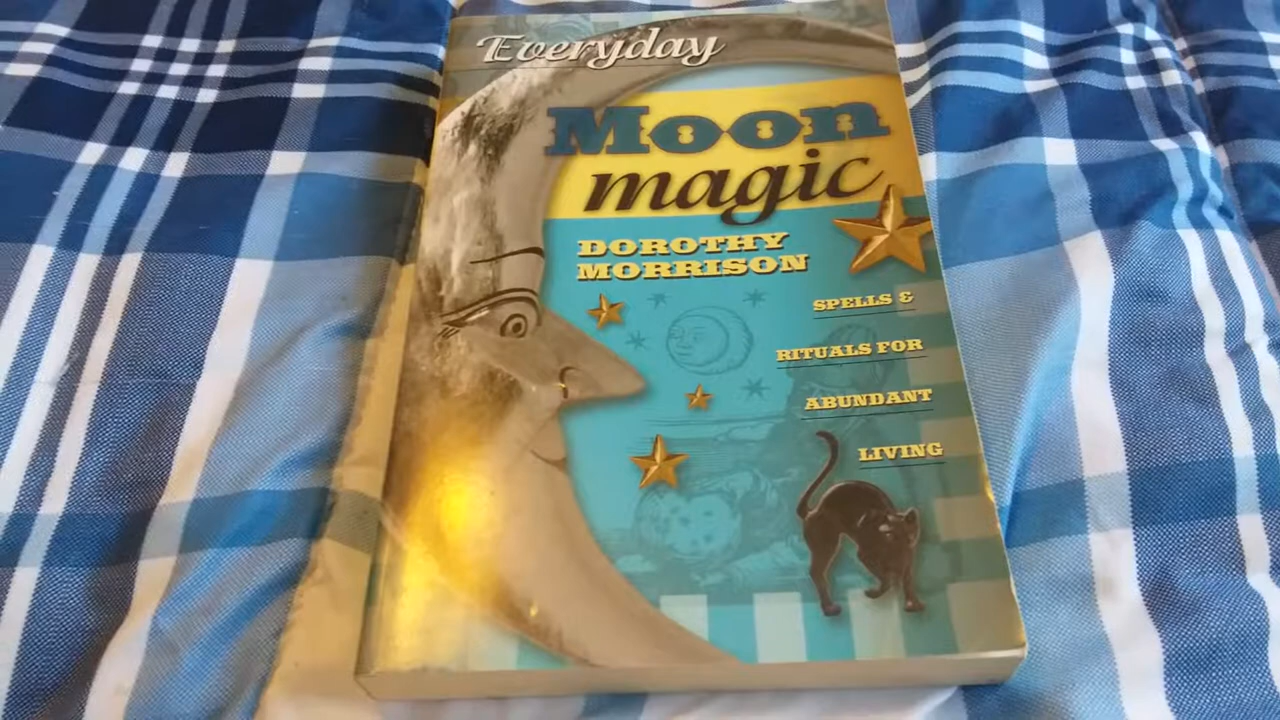 Everyday
Moon
magic
DOROTHY
MORRISON
SPELLS &
RITUALS FOR
ABUNDANT
LIVING